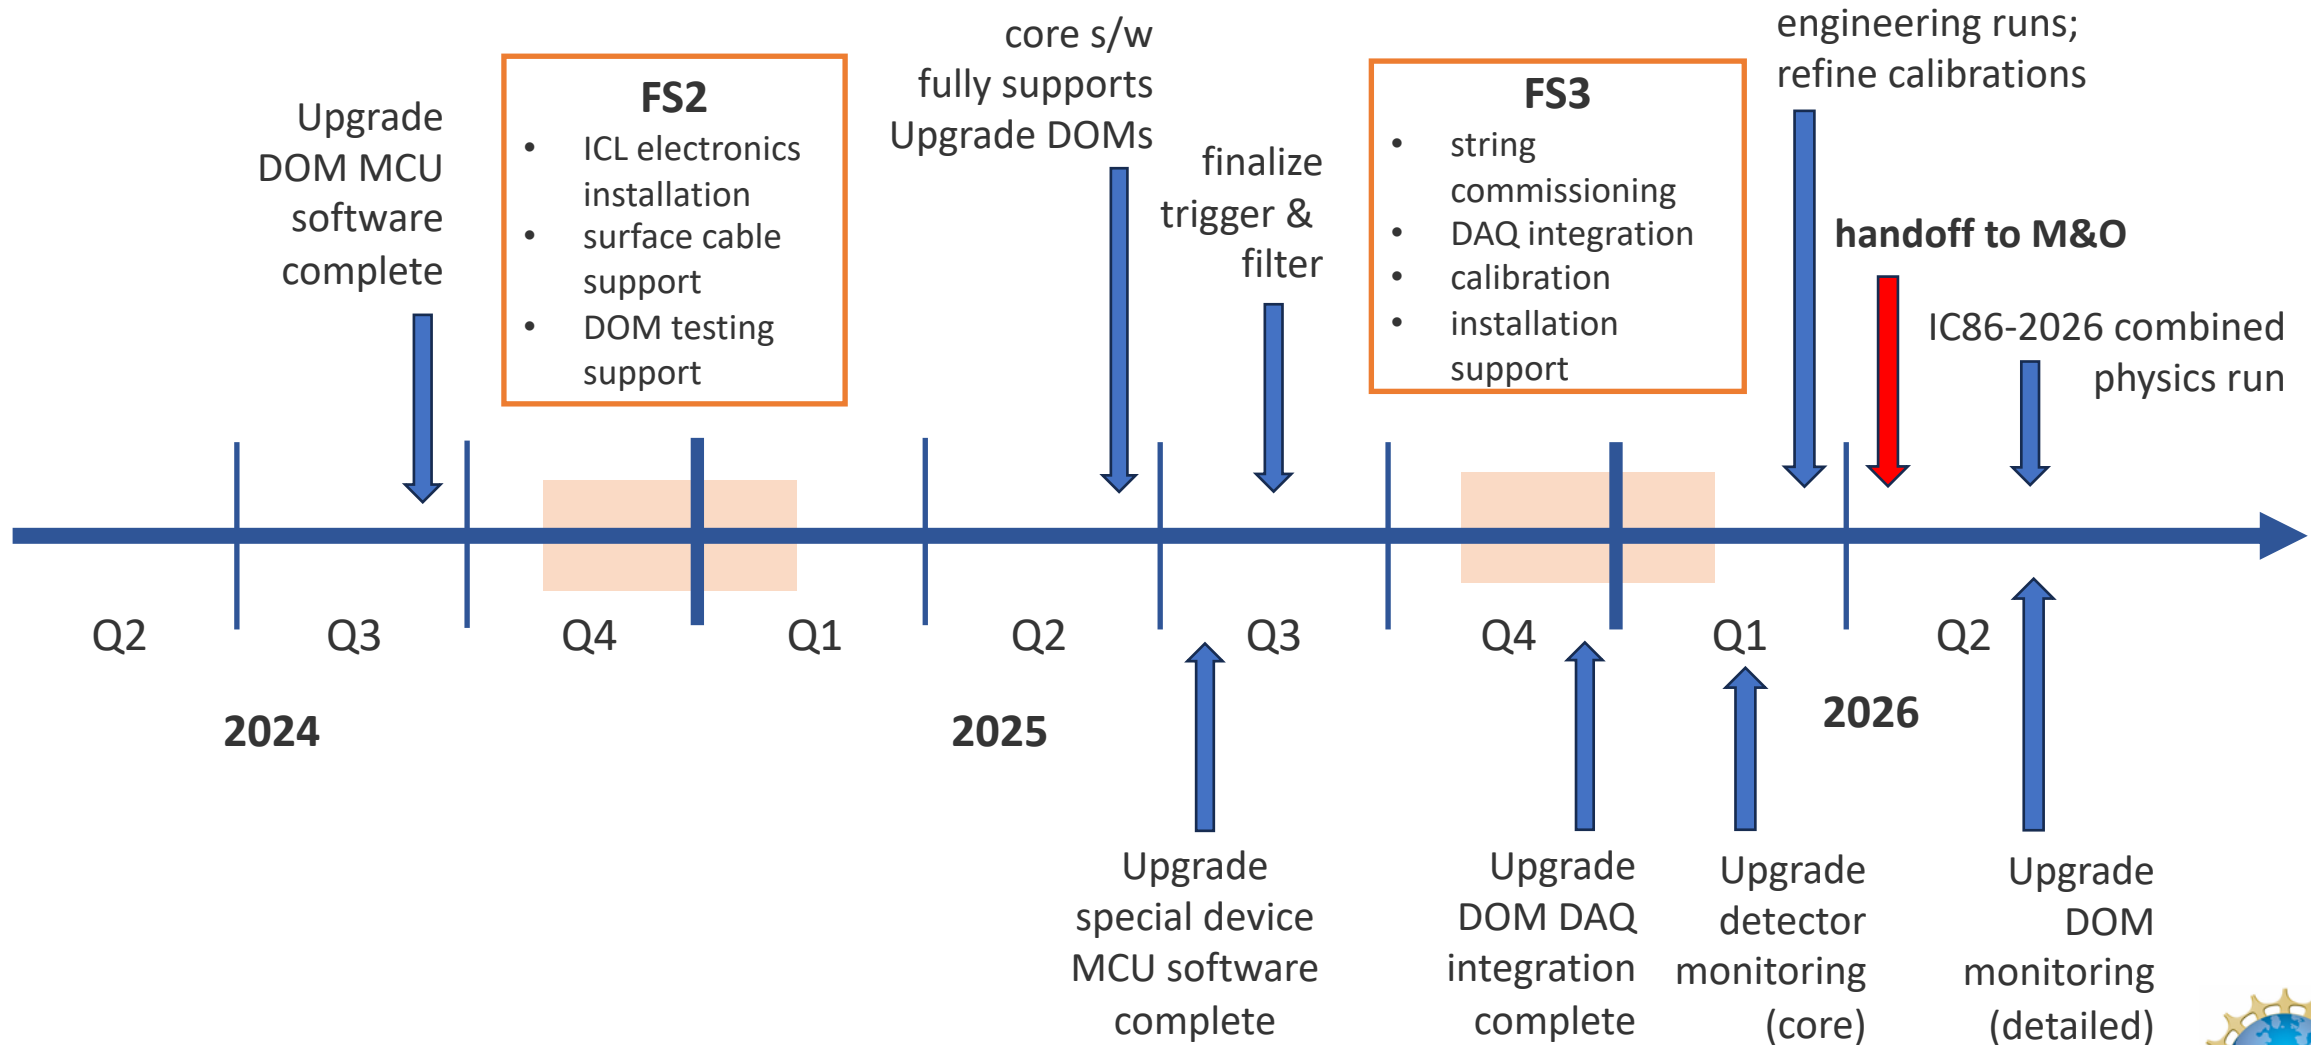 Upgrade
DOM MCU
software
complete
FS2
• ICL electronics
installation
• surface cable
support
• DOM testing
support
core s/w
fully supports
Upgrade DOMs
finalize
trigger &
filter
FS3
• string
commissioning
• DAQ integration
• calibration
• installation
support
engineering runs;
refine calibrations
handoff to M&O
IC86-2026 combined
physics run
Q2
Q3
Q4
Q1
Q2
Q3
Q4
Q1
Q2
2024
2025
2026
Upgrade
special device
MCU software
complete
Upgrade
DOM DAQ
integration
complete
Upgrade
detector
monitoring
(core)
Upgrade
DOM
monitoring
(detailed)